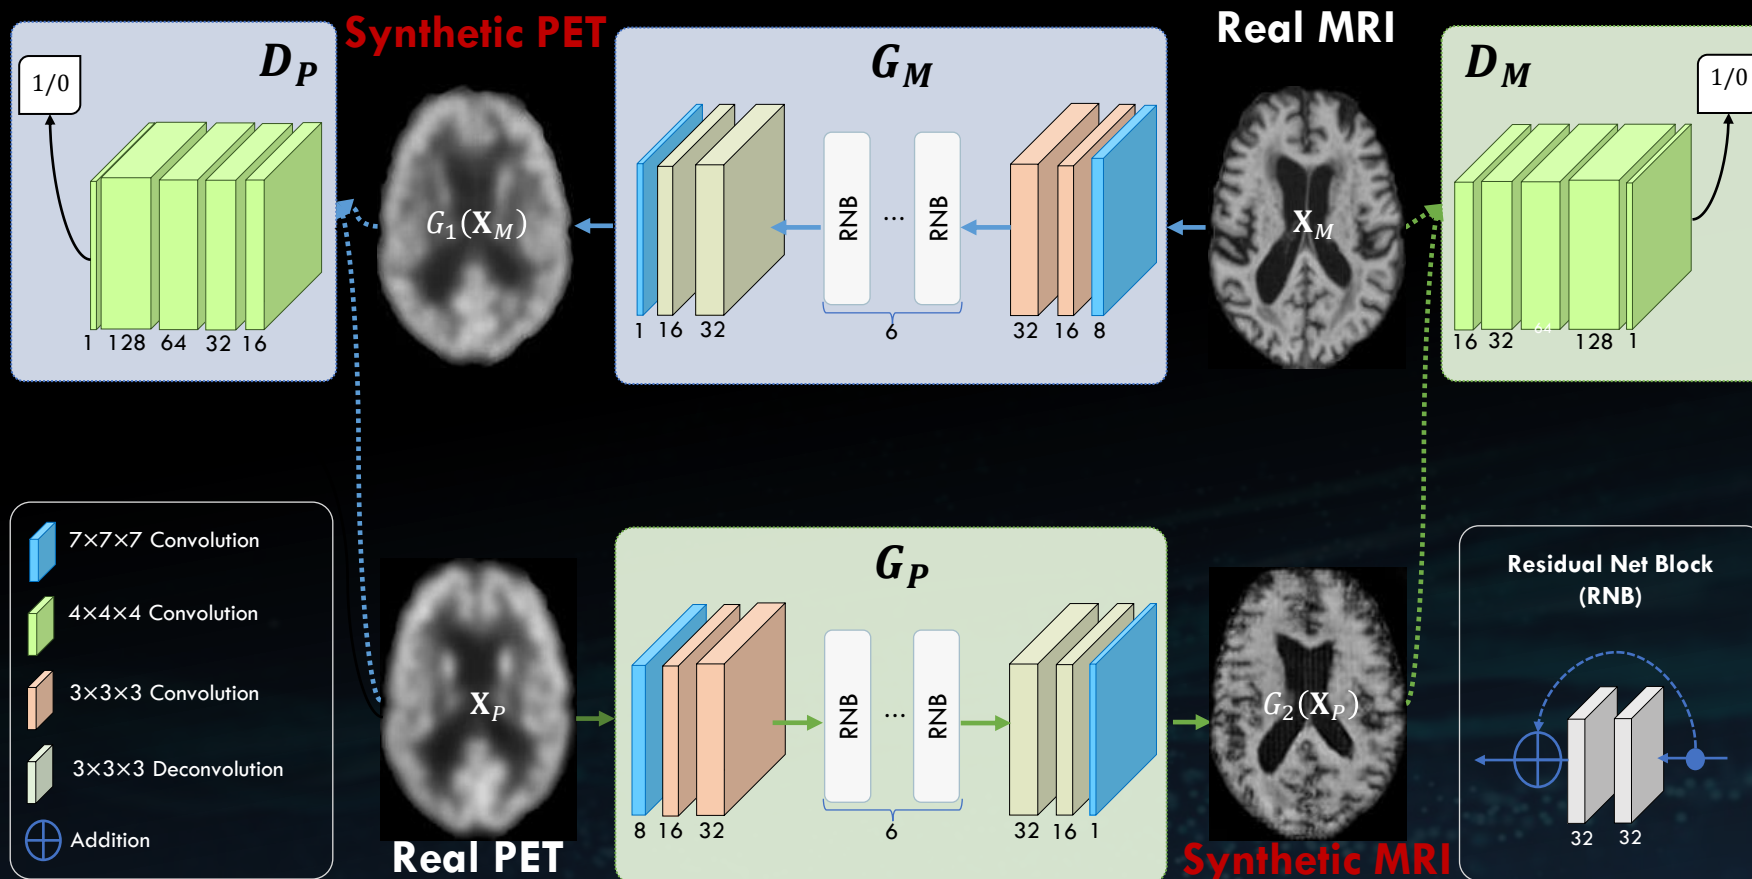 Synthetic PET
Real MRI
D_P
G_M
D_M
1/0
1/0
G_1(X_M)
RNB
...
RNB
X_M
1 128 64 32 16
1 16 32
6
32 16 8
16 32 64 128 1
7×7×7 Convolution
4×4×4 Convolution
3×3×3 Convolution
3×3×3 Deconvolution
Addition
X_P
Real PET
G_P
RNB
...
RNB
8 16 32
6
32 16 1
G_2(X_P)
Synthetic MRI
Residual Net Block
(RNB)
32 32